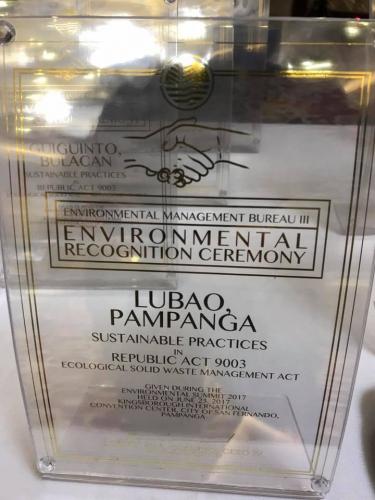 GUIGUINTO,
BULACAN
SUSTAINABLE PRACTICES
IN
REPUBLIC ACT 9003
ENVIRONMENTAL MANAGEMENT BUREAU III
ENVIRONMENTAL
RECOGNITION CEREMONY
LUBAO,
PAMPANGA
SUSTAINABLE PRACTICES
IN
REPUBLIC ACT 9003
ECOLOGICAL SOLID WASTE MANAGEMENT ACT
GIVEN DURING THE
ENVIRONMENTAL SUMMIT 2017
HELD ON JUNE 23, 2017
KINGSBOROUGH INTERNATIONAL
CONVENTION CENTER, CITY OF SAN FERNANDO,
PAMPANGA